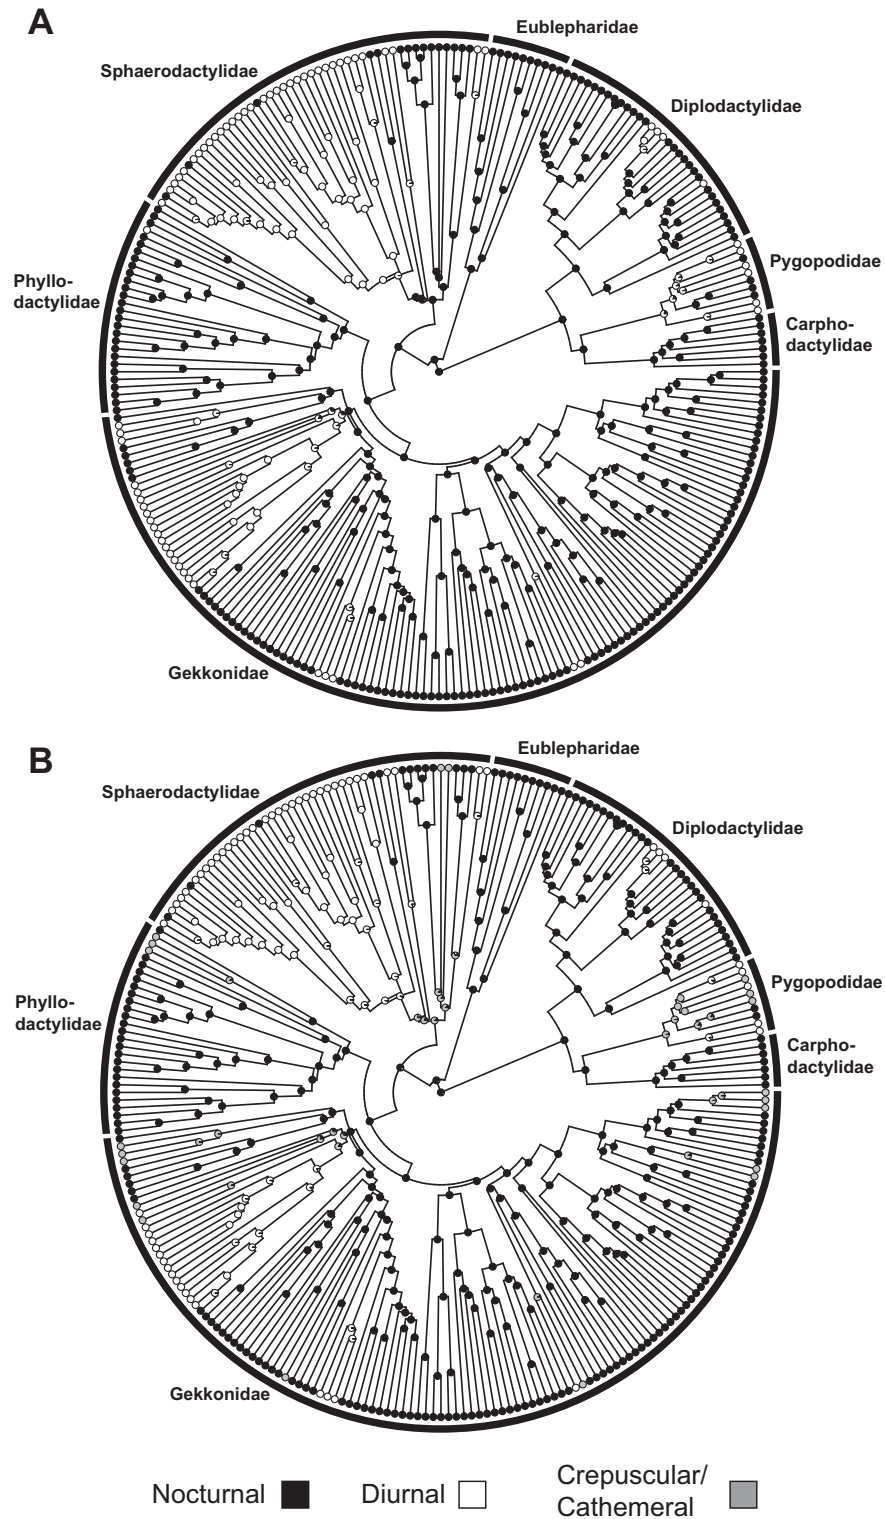 A
Eublepharidae
Sphaerodactylidae
Diplodactylidae
Pygopodidae
Phyllo-
dactylidae
Carpho-
dactylidae
Gekkonidae
B
Eublepharidae
Sphaerodactylidae
Diplodactylidae
Pygopodidae
Phyllo-
dactylidae
Carpho-
dactylidae
Gekkonidae
Nocturnal
Diurnal
Crepuscular/
Cathemeral